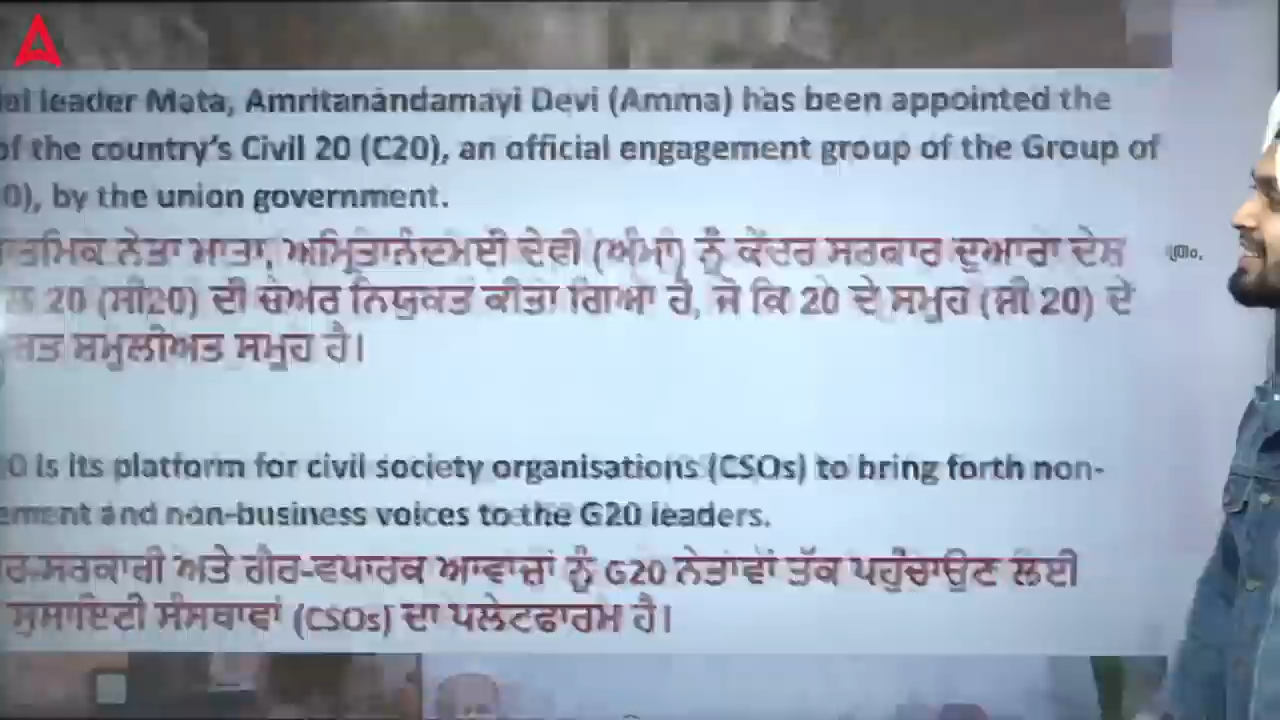 leader Mata, Amritanandamayi Devi (Amma) has been appointed the
of the country's Civil 20 (C20), an official engagement group of the Group of
0), by the union government.
ਨੇਤਾ ਮਾਤਾ, ਅਮ੍ਰਿਤਾਨੰਦਮਈ ਦੇਵੀ (ਅੰਮਾ) ਨੂੰ ਕੇਂਦਰ ਸਰਕਾਰ ਦੁਆਰਾ ਦੇਸ਼
20 (ਸੀ20) ਦੀ ਚੇਅਰ ਨਿਯੁਕਤ ਕੀਤਾ ਗਿਆ ਹੈ, ਜੋ ਕਿ 20 ਦੇ ਸਮੂਹ (ਸੀ 20) ਦੇ
ਸ਼ਮੂਲੀਅਤ ਸਮੂਹ ਹੈ।
0 is its platform for civil society organisations (CSOs) to bring forth non-
ement and non-business voices to the G20 leaders.
ਰ-ਸਰਕਾਰੀ ਅਤੇ ਗੈਰ-ਵਪਾਰਕ ਆਵਾਜ਼ਾਂ ਨੂੰ G20 ਨੇਤਾਵਾਂ ਤੱਕ ਪਹੁੰਚਾਉਣ ਲਈ
ਸੁਸਾਇਟੀ ਸੰਸਥਾਵਾਂ (CSOs) ਦਾ ਪਲੇਟਫਾਰਮ ਹੈ।